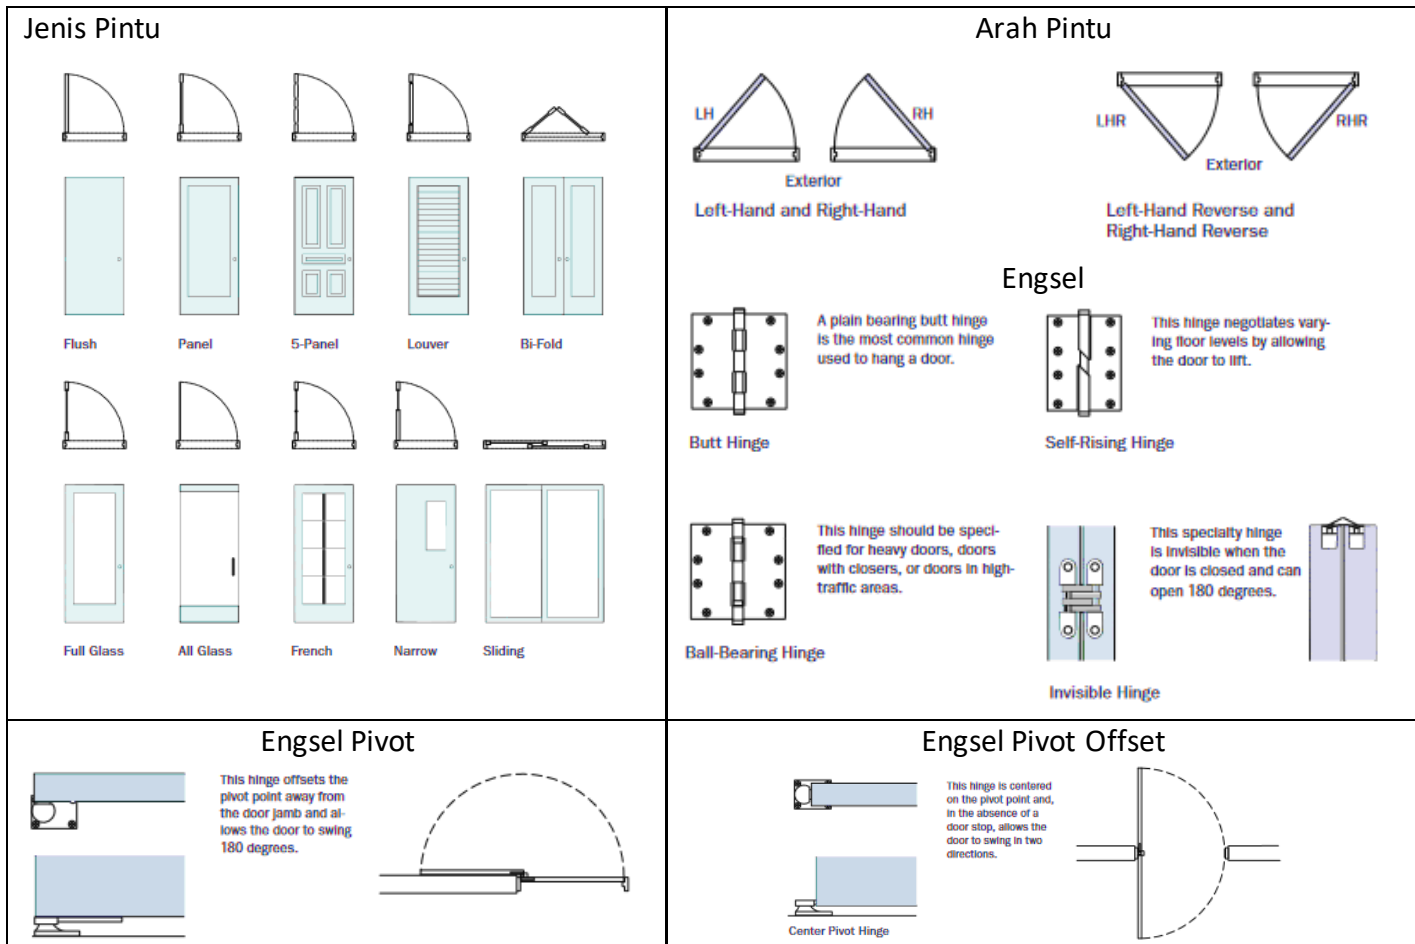 Jenis Pintu
Flush
Panel
5-Panel
Louver
Bi-Fold
Full Glass
All Glass
French
Narrow
Sliding
Arah Pintu
LH
RH
Exterior
Left-Hand and Right-Hand
LHR
RHR
Exterior
Left-Hand Reverse and
Right-Hand Reverse
Engsel
A plain bearing butt hinge
is the most common hinge
used to hang a door.
Butt Hinge
This hinge negotiates vary-
ing floor levels by allowing
the door to lift.
Self-Rising Hinge
This hinge should be speci-
fied for heavy doors, doors
with closers, or doors in high-
traffic areas.
Ball-Bearing Hinge
This specialty hinge
is invisible when the
door is closed and can
open 180 degrees.
Invisible Hinge
Engsel Pivot
This hinge offsets the
pivot point away from
the door jamb and al-
lows the door to swing
180 degrees.
Engsel Pivot Offset
This hinge is centered
on the pivot point and,
in the absence of a
door stop, allows the
door to swing in two
directions.
Center Pivot Hinge